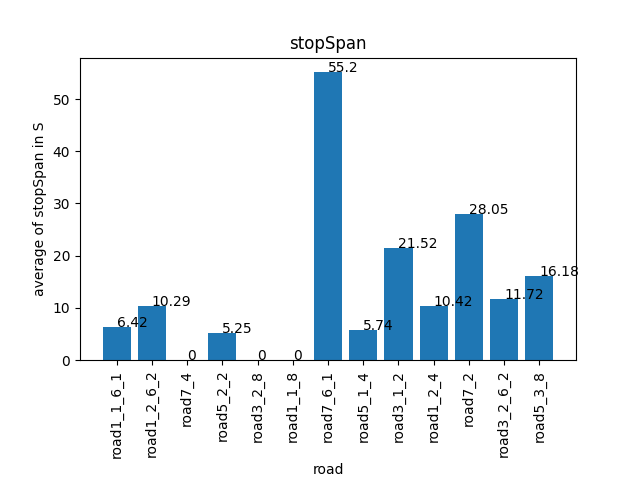 stopSpan
average of stopSpan in S
50
40
30
20
10
0
6.42
10.29
0
5.25
0
0
55.2
5.74
21.52
10.42
28.05
11.72
16.18
road1_1_6_1
road1_2_6_2
road7_4
road5_2_2
road3_2_8
road1_1_8
road7_6_1
road5_1_4
road3_1_2
road1_2_4
road7_2
road3_2_6_2
road5_3_8
road